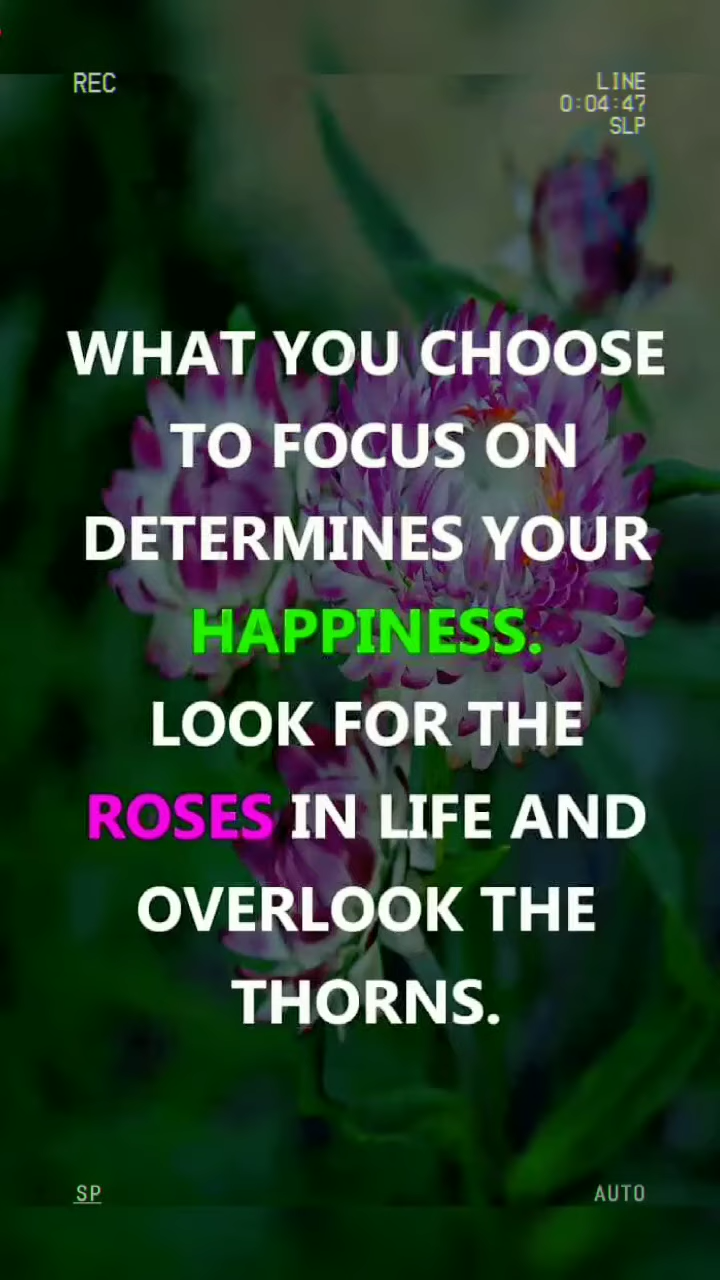 REC
LINE
0:04:47
SLP
WHAT YOU CHOOSE
TO FOCUS ON
DETERMINES YOUR
HAPPINESS.
LOOK FOR THE
ROSES IN LIFE AND
OVERLOOK THE
THORNS.
SP
AUTO